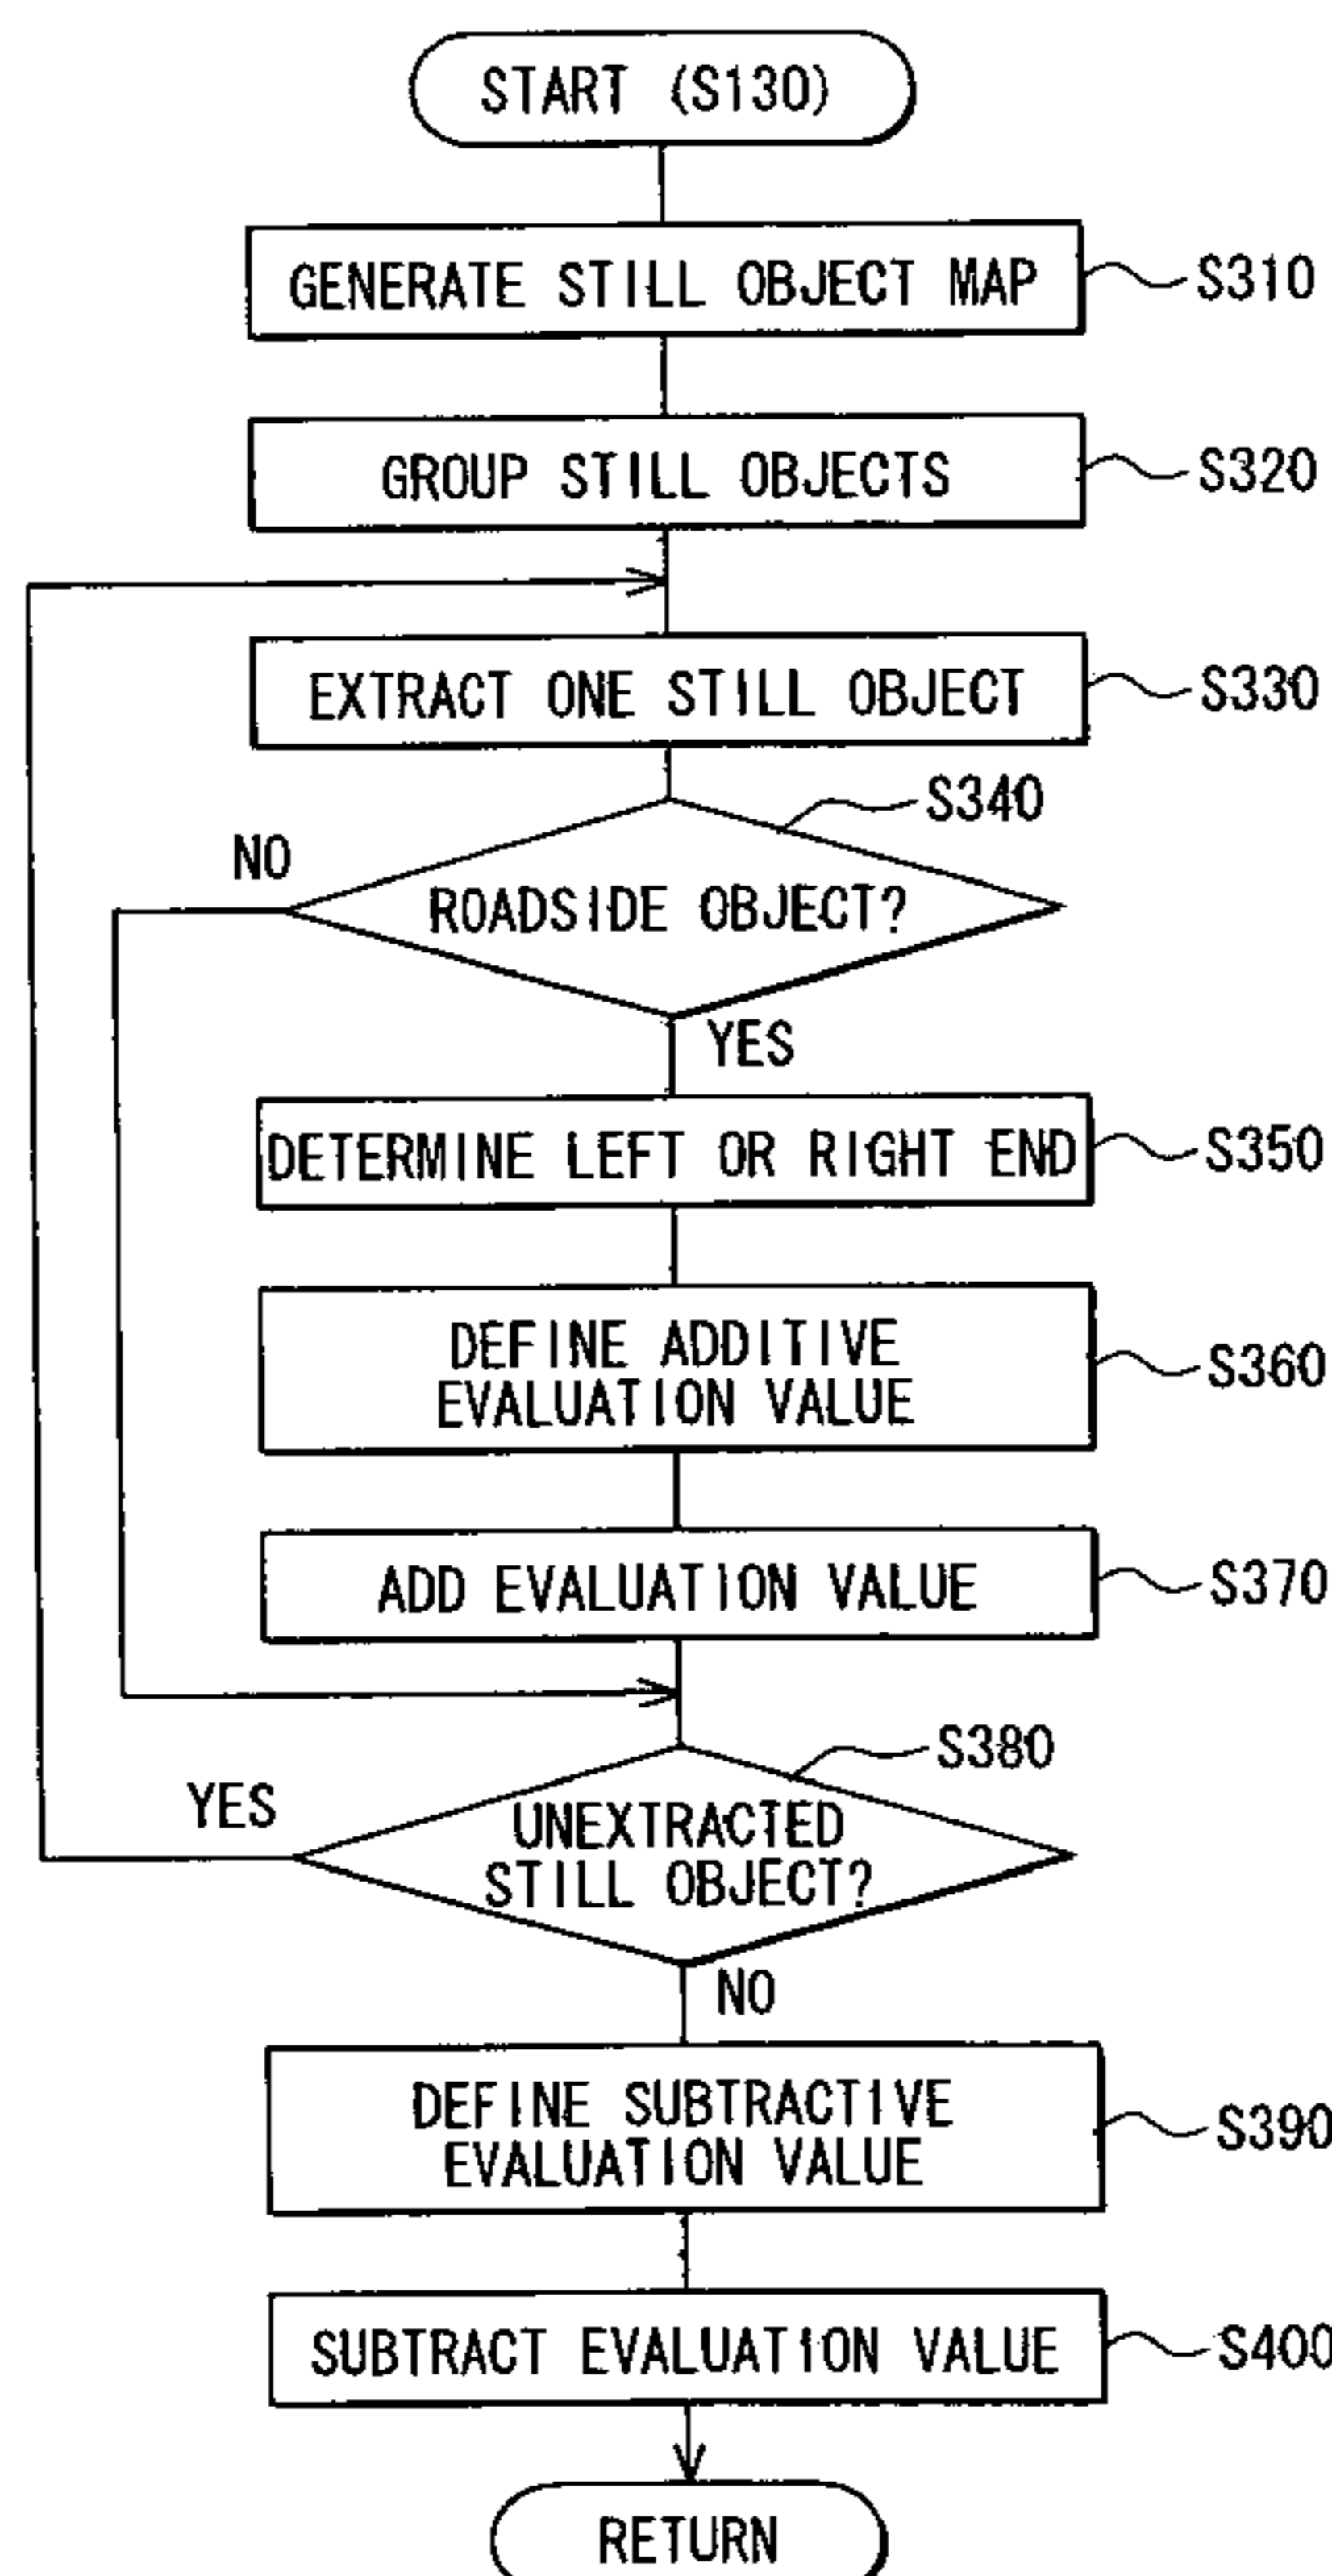 START (S130)
GENERATE STILL OBJECT MAP
S310
GROUP STILL OBJECTS
S320
EXTRACT ONE STILL OBJECT
S330
S340
NO
ROADSIDE OBJECT?
YES
DETERMINE LEFT OR RIGHT END
S350
DEFINE ADDITIVE
EVALUATION VALUE
S360
ADD EVALUATION VALUE
S370
S380
YES
UNEXTRACTED
STILL OBJECT?
NO
DEFINE SUBTRACTIVE
EVALUATION VALUE
S390
SUBTRACT EVALUATION VALUE
S400
RETURN